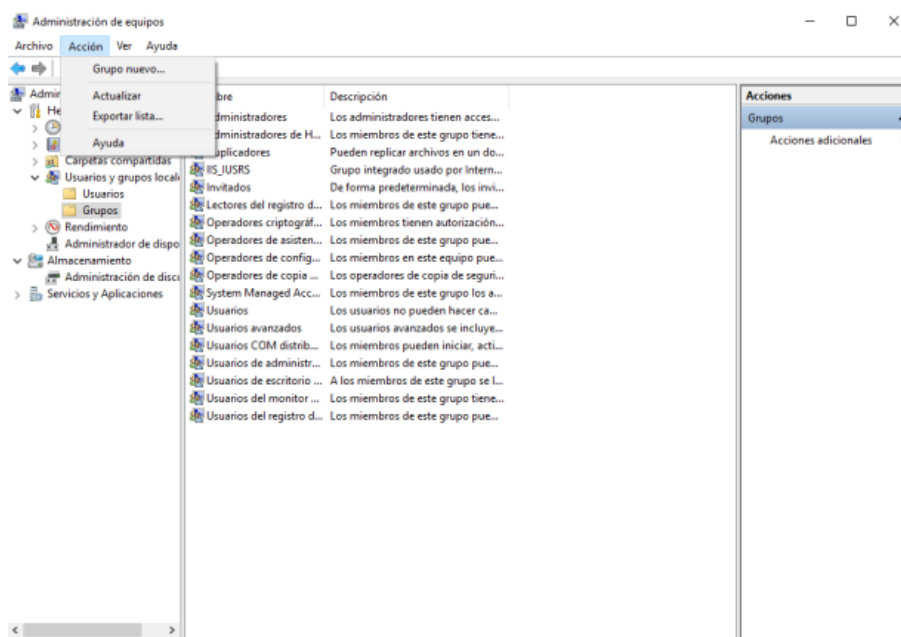 Administración de equipos
Archivo Acción Ver Ayuda
Grupo nuevo...
Actualizar
Exportar lista...
Ayuda
Admir
He
Carpetas compartidas
Usuarios y grupos locale
Usuarios
Grupos
Rendimiento
Administrador de dispo
Almacenamiento
Administración de disco
Servicios y Aplicaciones
bre Descripción
dministradores Los administradores tienen acces...
dministradores de H... Los miembros de este grupo tiene...
uplicadores Pueden replicar archivos en un do...
IIS_IUSRS Grupo integrado usado por Intern...
Invitados De forma predeterminada, los invi...
Lectores del registro d... Los miembros de este grupo pue...
Operadores criptográf... Los miembros tienen autorización...
Operadores de asisten... Los miembros de este grupo pue...
Operadores de config... Los miembros en este equipo pue...
Operadores de copia ... Los operadores de copia de seguri...
System Managed Acc... Los miembros de este grupo los a...
Usuarios Los usuarios no pueden hacer ca...
Usuarios avanzados Los usuarios avanzados se incluye...
Usuarios COM distrib... Los miembros pueden iniciar, acti...
Usuarios de administr... Los miembros de este grupo pue...
Usuarios de escritorio ... A los miembros de este grupo se l...
Usuarios del monitor ... Los miembros de este grupo tiene...
Usuarios del registro d... Los miembros de este grupo pue...
Acciones
Grupos
Acciones adicionales